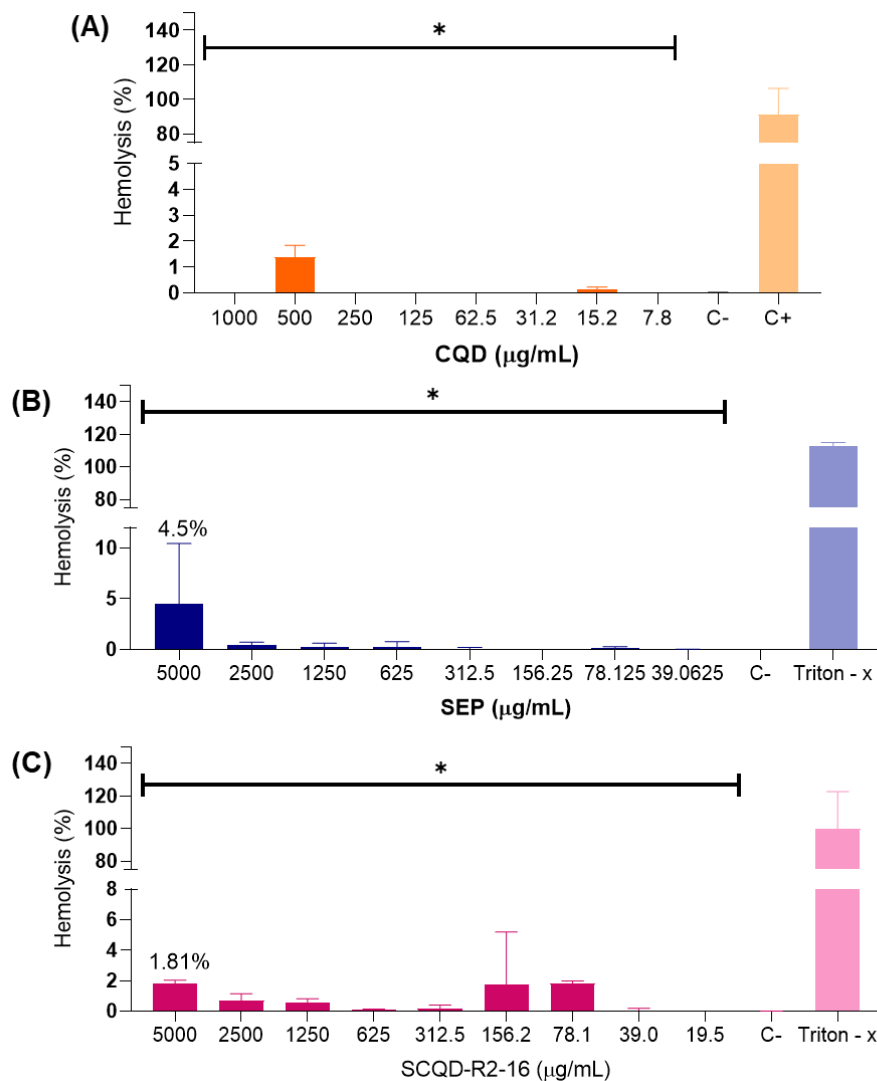 (A)
*
Hemolysis (%)
140
120
100
80
5
4
3
2
1
0
1000 500 250 125 62.5 31.2 15.2 7.8 C- C+
CQD (μg/mL)
(B)
*
Hemolysis (%)
140
120
100
80
10
5
0
4.5%
5000 2500 1250 625 312.5 156.25 78.125 39.0625 C- Triton - x
SEP (μg/mL)
(C)
*
Hemolysis (%)
140
120
100
80
8
6
4
2
0
1.81%
5000 2500 1250 625 312.5 156.2 78.1 39.0 19.5 C- Triton - x
SCQD-R2-16 (μg/mL)